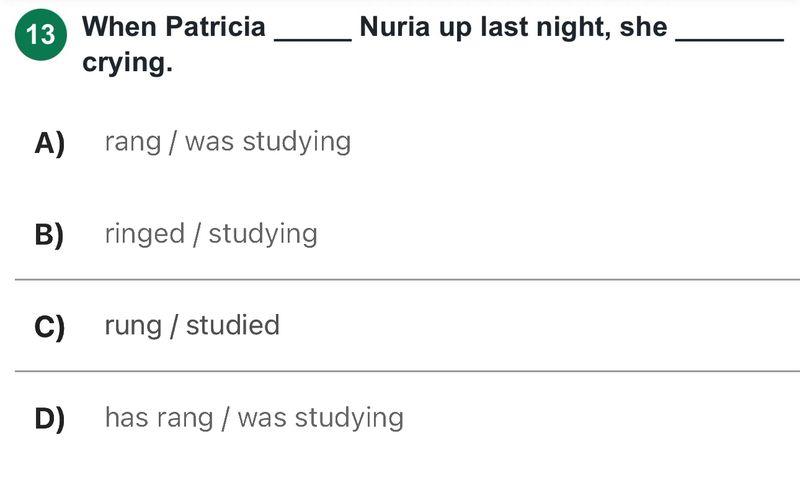 13 When Patricia _____ Nuria up last night, she _______
crying.
A) rang / was studying
B) ringed / studying
C) rung / studied
D) has rang / was studying